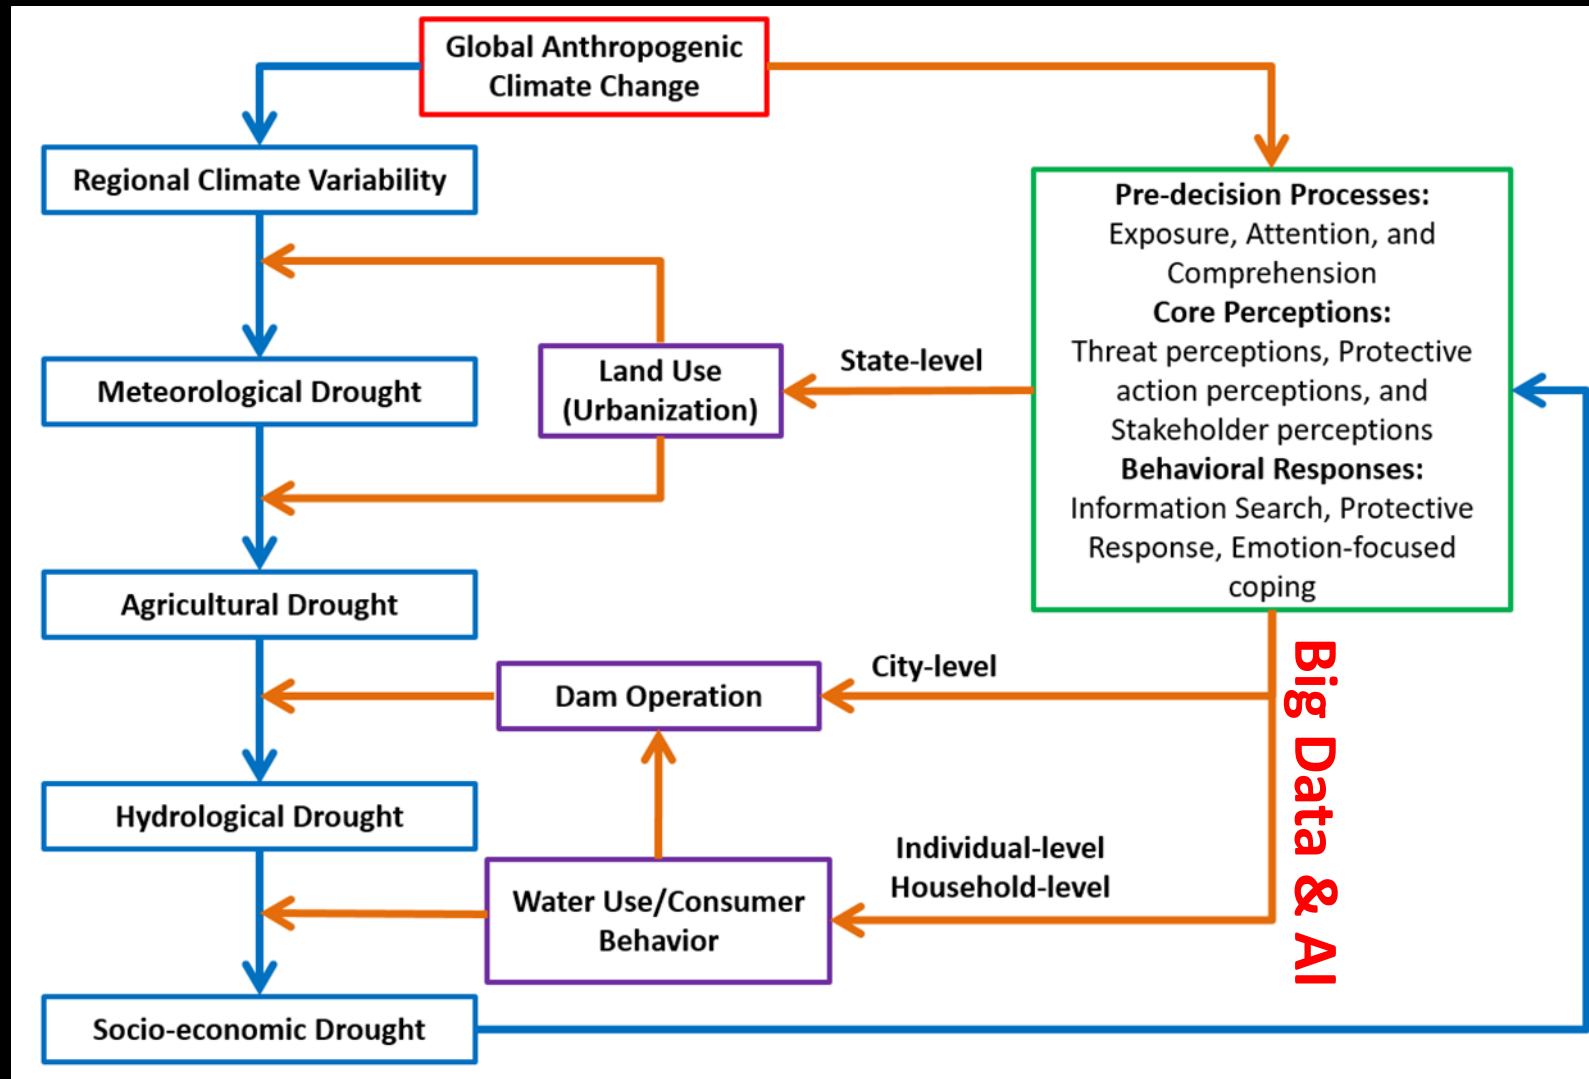 Global Anthropogenic
Climate Change
Regional Climate Variability
Pre-decision Processes:
Exposure, Attention, and
Comprehension
Core Perceptions:
Threat perceptions, Protective
action perceptions, and
Stakeholder perceptions
Behavioral Responses:
Information Search, Protective
Response, Emotion-focused
coping
State-level
Land Use
(Urbanization)
Meteorological Drought
Agricultural Drought
City-level
Dam Operation
Big Data & AI
Hydrological Drought
Individual-level
Household-level
Water Use/Consumer
Behavior
Socio-economic Drought